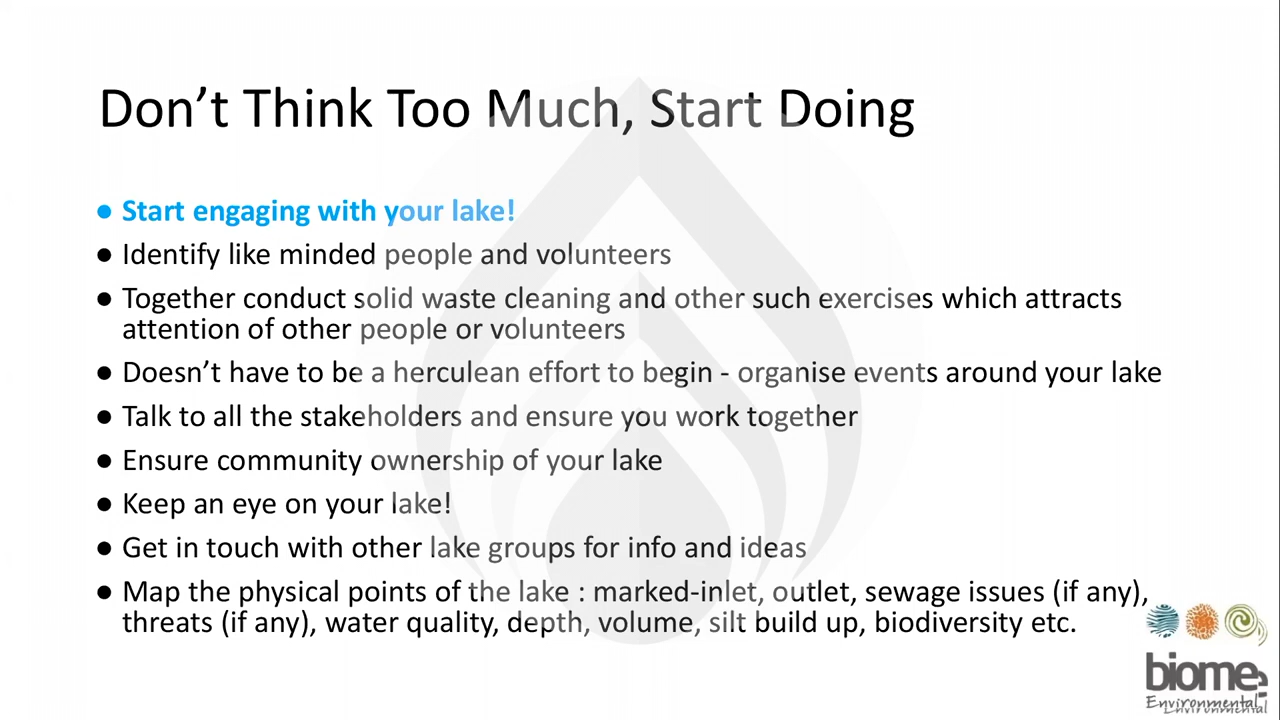 Don’t Think Too Much, Start Doing
● Start engaging with your lake!
● Identify like minded people and volunteers
● Together conduct solid waste cleaning and other such exercises which attracts
attention of other people or volunteers
● Doesn’t have to be a herculean effort to begin - organise events around your lake
● Talk to all the stakeholders and ensure you work together
● Ensure community ownership of your lake
● Keep an eye on your lake!
● Get in touch with other lake groups for info and ideas
● Map the physical points of the lake : marked-inlet, outlet, sewage issues (if any),
threats (if any), water quality, depth, volume, silt build up, biodiversity etc.
biome
Environmental